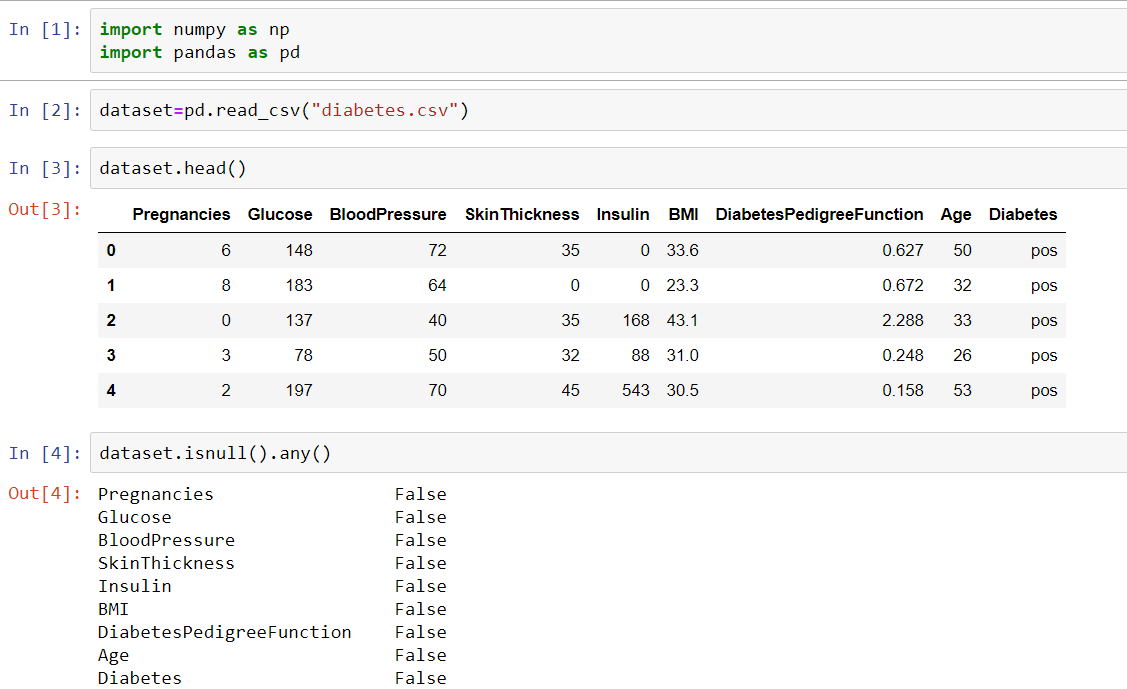 In [1]: import numpy as np
import pandas as pd
In [2]: dataset=pd.read_csv("diabetes.csv")
In [3]: dataset.head()
Out[3]:
Pregnancies Glucose BloodPressure SkinThickness Insulin BMI DiabetesPedigreeFunction Age Diabetes
0 6 148 72 35 0 33.6 0.627 50 pos
1 8 183 64 0 0 23.3 0.672 32 pos
2 0 137 40 35 168 43.1 2.288 33 pos
3 3 78 50 32 88 31.0 0.248 26 pos
4 2 197 70 45 543 30.5 0.158 53 pos
In [4]: dataset.isnull().any()
Out[4]: Pregnancies False
Glucose False
BloodPressure False
SkinThickness False
Insulin False
BMI False
DiabetesPedigreeFunction False
Age False
Diabetes False